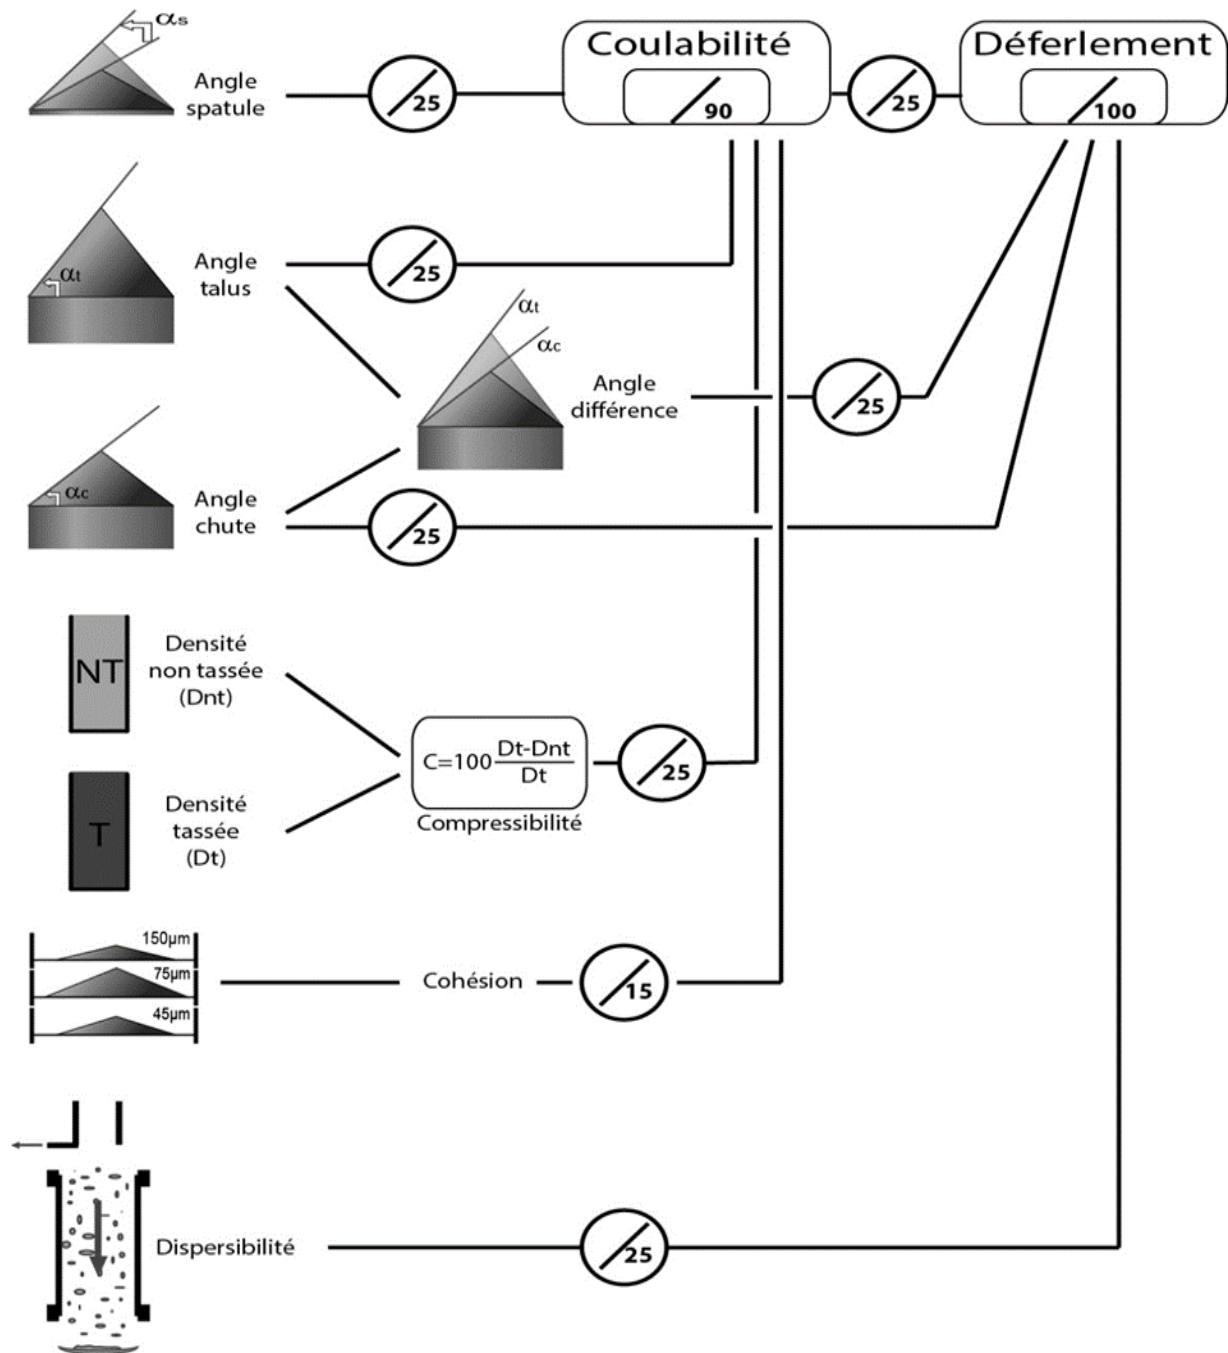 αs
Angle
spatule
25
Coulabilité
90
25
Déferlement
100
αt
Angle
talus
25
αt
αc
Angle
différence
25
αc
Angle
chute
25
NT
Densité
non tassée
(Dnt)
C=100 Dt-Dnt
Dt
25
Compressibilité
T
Densité
tassée
(Dt)
150µm
75µm
45µm
Cohésion
15
Dispersibilité
25